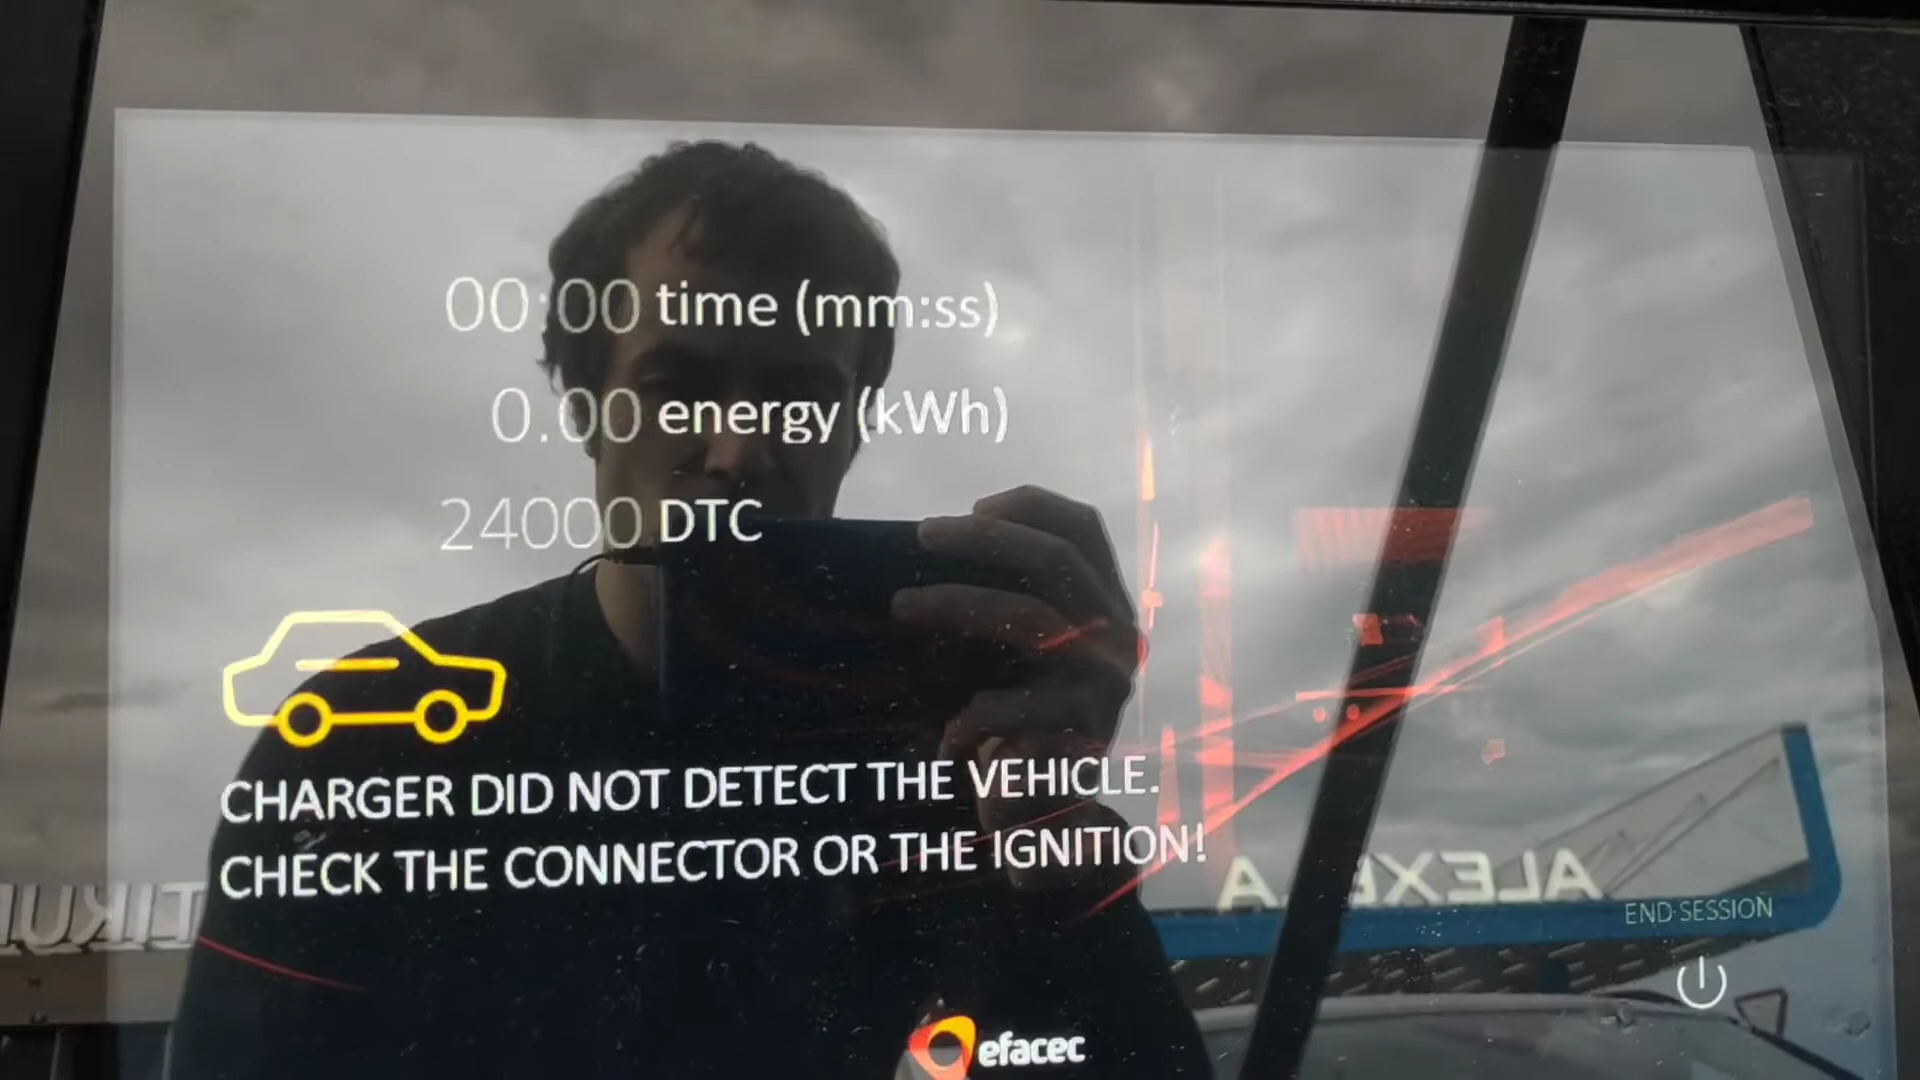 00:00 time (mm:ss)
0.00 energy (kWh)
24000 DTC
CHARGER DID NOT DETECT THE VEHICLE.
CHECK THE CONNECTOR OR THE IGNITION!
ALEXELA
END SESSION
efacec